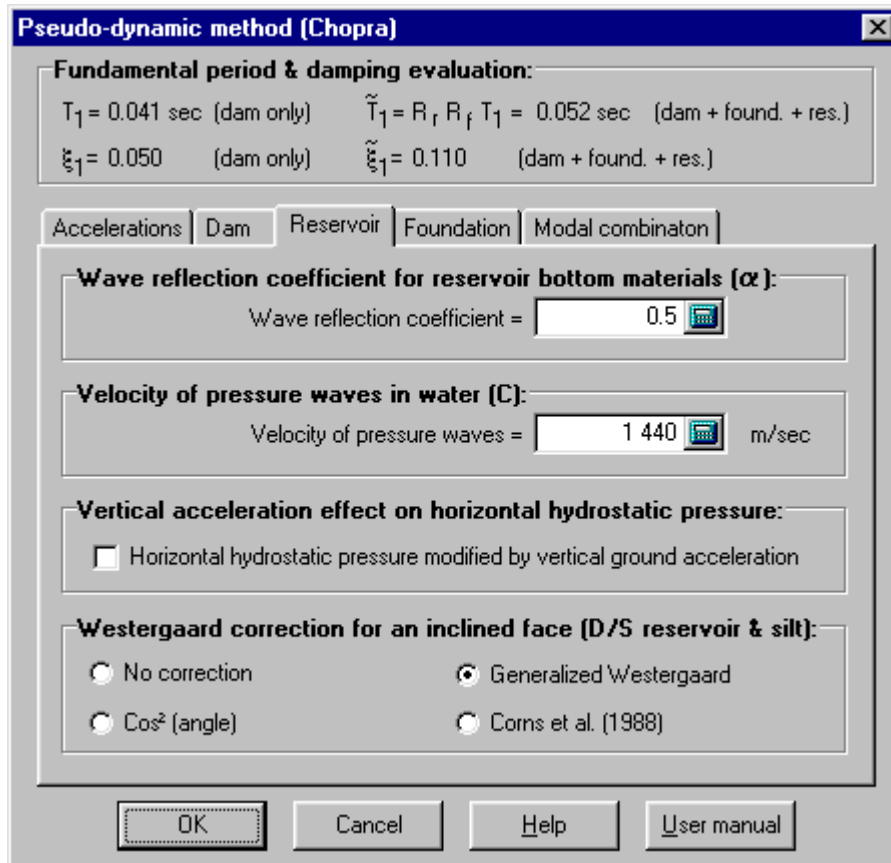 Pseudo-dynamic method (Chopra)
Fundamental period & damping evaluation:
T1 = 0.041 sec (dam only) T̃1 = Rr Rf T1 = 0.052 sec (dam + found. + res.)
ξ1 = 0.050 (dam only) ξ̃1 = 0.110 (dam + found. + res.)
Accelerations Dam Reservoir Foundation Modal combinaton
Wave reflection coefficient for reservoir bottom materials (α):
Wave reflection coefficient = 0.5
Velocity of pressure waves in water (C):
Velocity of pressure waves = 1 440 m/sec
Vertical acceleration effect on horizontal hydrostatic pressure:
Horizontal hydrostatic pressure modified by vertical ground acceleration
Westergaard correction for an inclined face (D/S reservoir & silt):
No correction Generalized Westergaard
Cos² (angle) Corns et al. (1988)
OK Cancel Help User manual